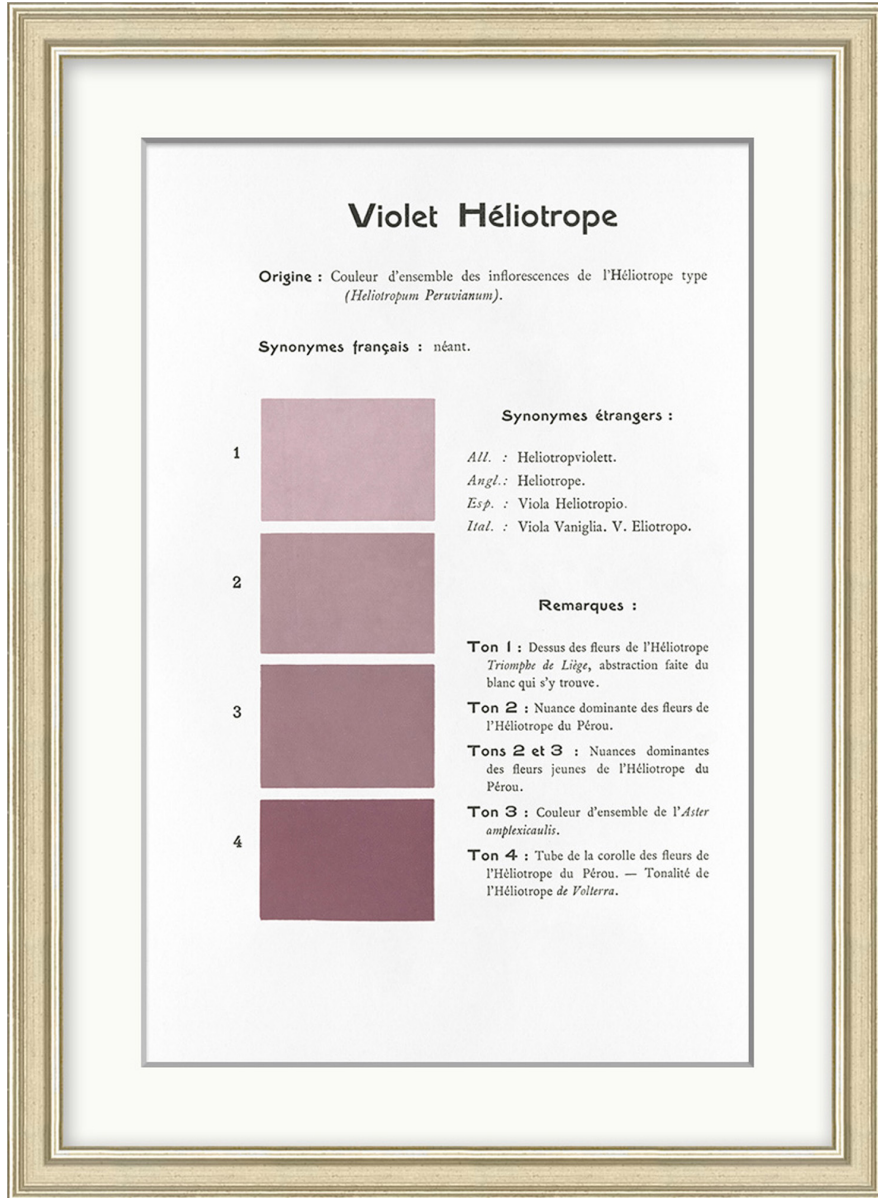 Violet Héliotrope
Origine : Couleur d'ensemble des inflorescences de l'Héliotrope type
(Heliotropum Peruvianum).
Synonymes français : néant.
1
2
3
4
Synonymes étrangers :
All. : Heliotropviolett.
Angl.: Heliotrope.
Esp. : Viola Heliotropio.
Ital. : Viola Vaniglia. V. Eliotropo.
Remarques :
Ton 1 : Dessus des fleurs de l'Héliotrope
Triomphe de Liège, abstraction faite du
blanc qui s'y trouve.
Ton 2 : Nuance dominante des fleurs de
l'Héliotrope du Pérou.
Tons 2 et 3 : Nuances dominantes
des fleurs jeunes de l'Héliotrope du
Pérou.
Ton 3 : Couleur d'ensemble de l'Aster
amplexicaulis.
Ton 4 : Tube de la corolle des fleurs de
l'Hèliotrope du Pérou. — Tonalité de
l'Héliotrope de Volterra.